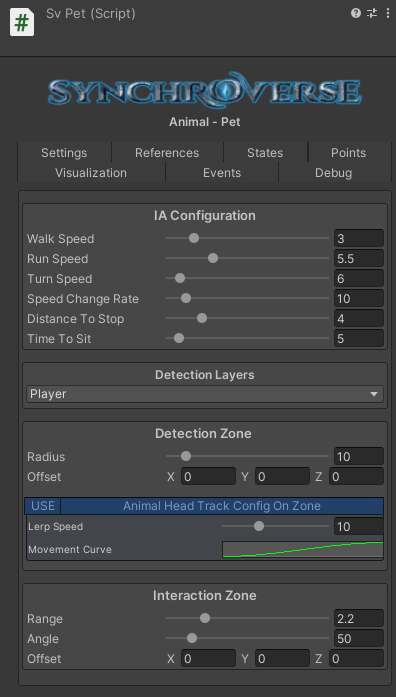 Sv Pet (Script)
SYNCHROVERSE
Animal - Pet
Settings References States Points
Visualization Events Debug
IA Configuration
Walk Speed 3
Run Speed 5.5
Turn Speed 6
Speed Change Rate 10
Distance To Stop 4
Time To Sit 5
Detection Layers
Player
Detection Zone
Radius 10
Offset X 0 Y 0 Z 0
USE Animal Head Track Config On Zone
Lerp Speed 10
Movement Curve
Interaction Zone
Range 2.2
Angle 50
Offset X 0 Y 0 Z 0